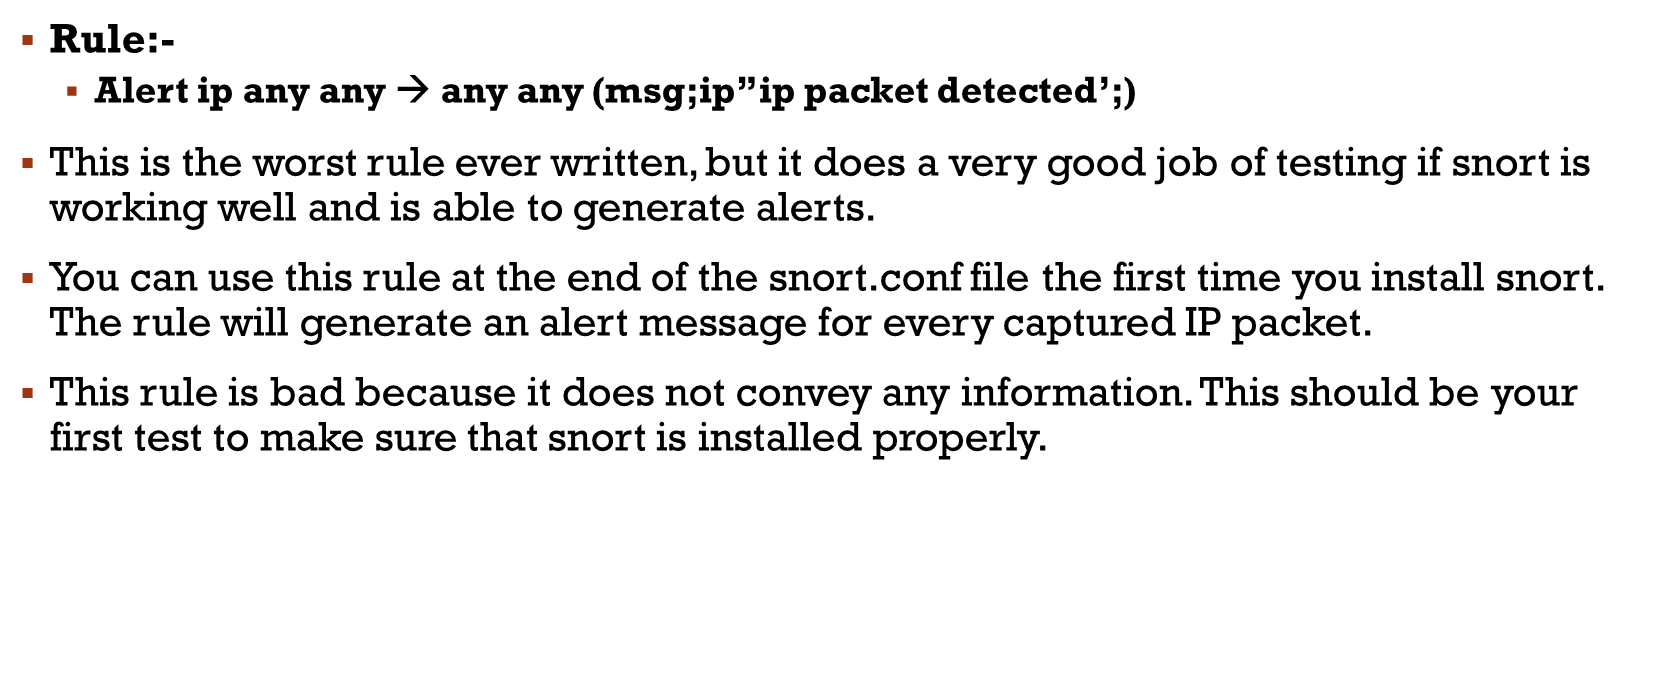 ▪ Rule:-
▪ Alert ip any any → any any (msg;ip”ip packet detected’;)
▪ This is the worst rule ever written, but it does a very good job of testing if snort is
working well and is able to generate alerts.
▪ You can use this rule at the end of the snort.conf file the first time you install snort.
The rule will generate an alert message for every captured IP packet.
▪ This rule is bad because it does not convey any information. This should be your
first test to make sure that snort is installed properly.